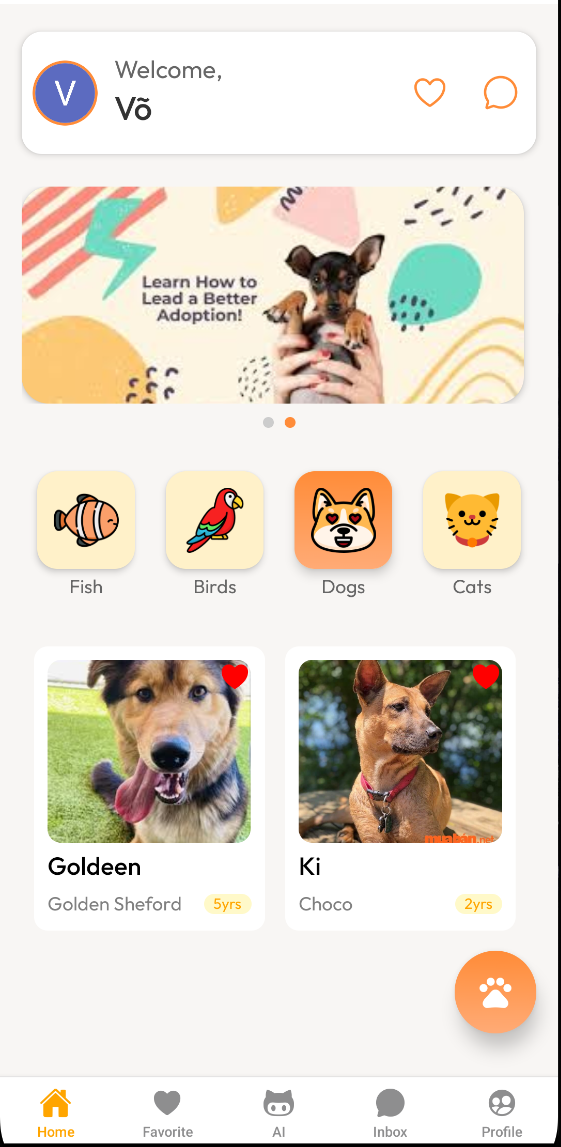 V
Welcome,
Võ
Learn How to
Lead a Better
Adoption!
Fish
Birds
Dogs
Cats
Goldeen
Golden Sheford
5yrs
Ki
Choco
2yrs
Home
Favorite
AI
Inbox
Profile